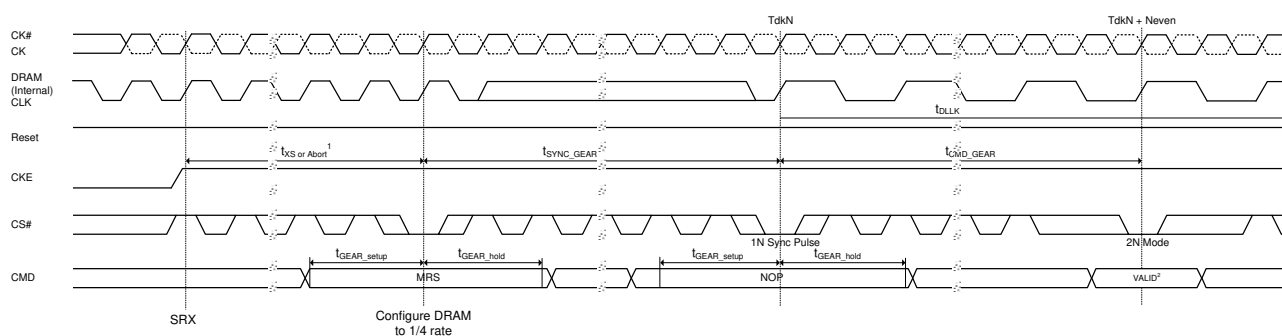 TdkN
TdkN + Neven
CK#
CK
DRAM
(Internal)
CLK
tDLLK
Reset
tXS or Abort1
tSYNC_GEAR
tCMD_GEAR
CKE
CS#
1N Sync Pulse
2N Mode
tGEAR_setup
tGEAR_hold
tGEAR_setup
tGEAR_hold
CMD
MRS
NOP
VALID2
SRX
Configure DRAM
to 1/4 rate